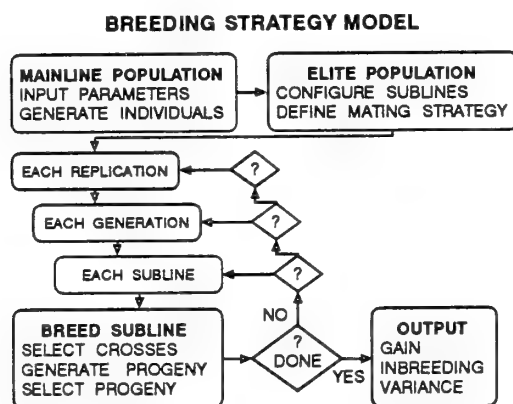 BREEDING STRATEGY MODEL
MAINLINE POPULATION
INPUT PARAMETERS
GENERATE INDIVIDUALS
ELITE POPULATION
CONFIGURE SUBLINES
DEFINE MATING STRATEGY
EACH REPLICATION
?
EACH GENERATION
?
EACH SUBLINE
?
NO
BREED SUBLINE
SELECT CROSSES
GENERATE PROGENY
SELECT PROGENY
?
DONE
YES
OUTPUT
GAIN
INBREEDING
VARIANCE